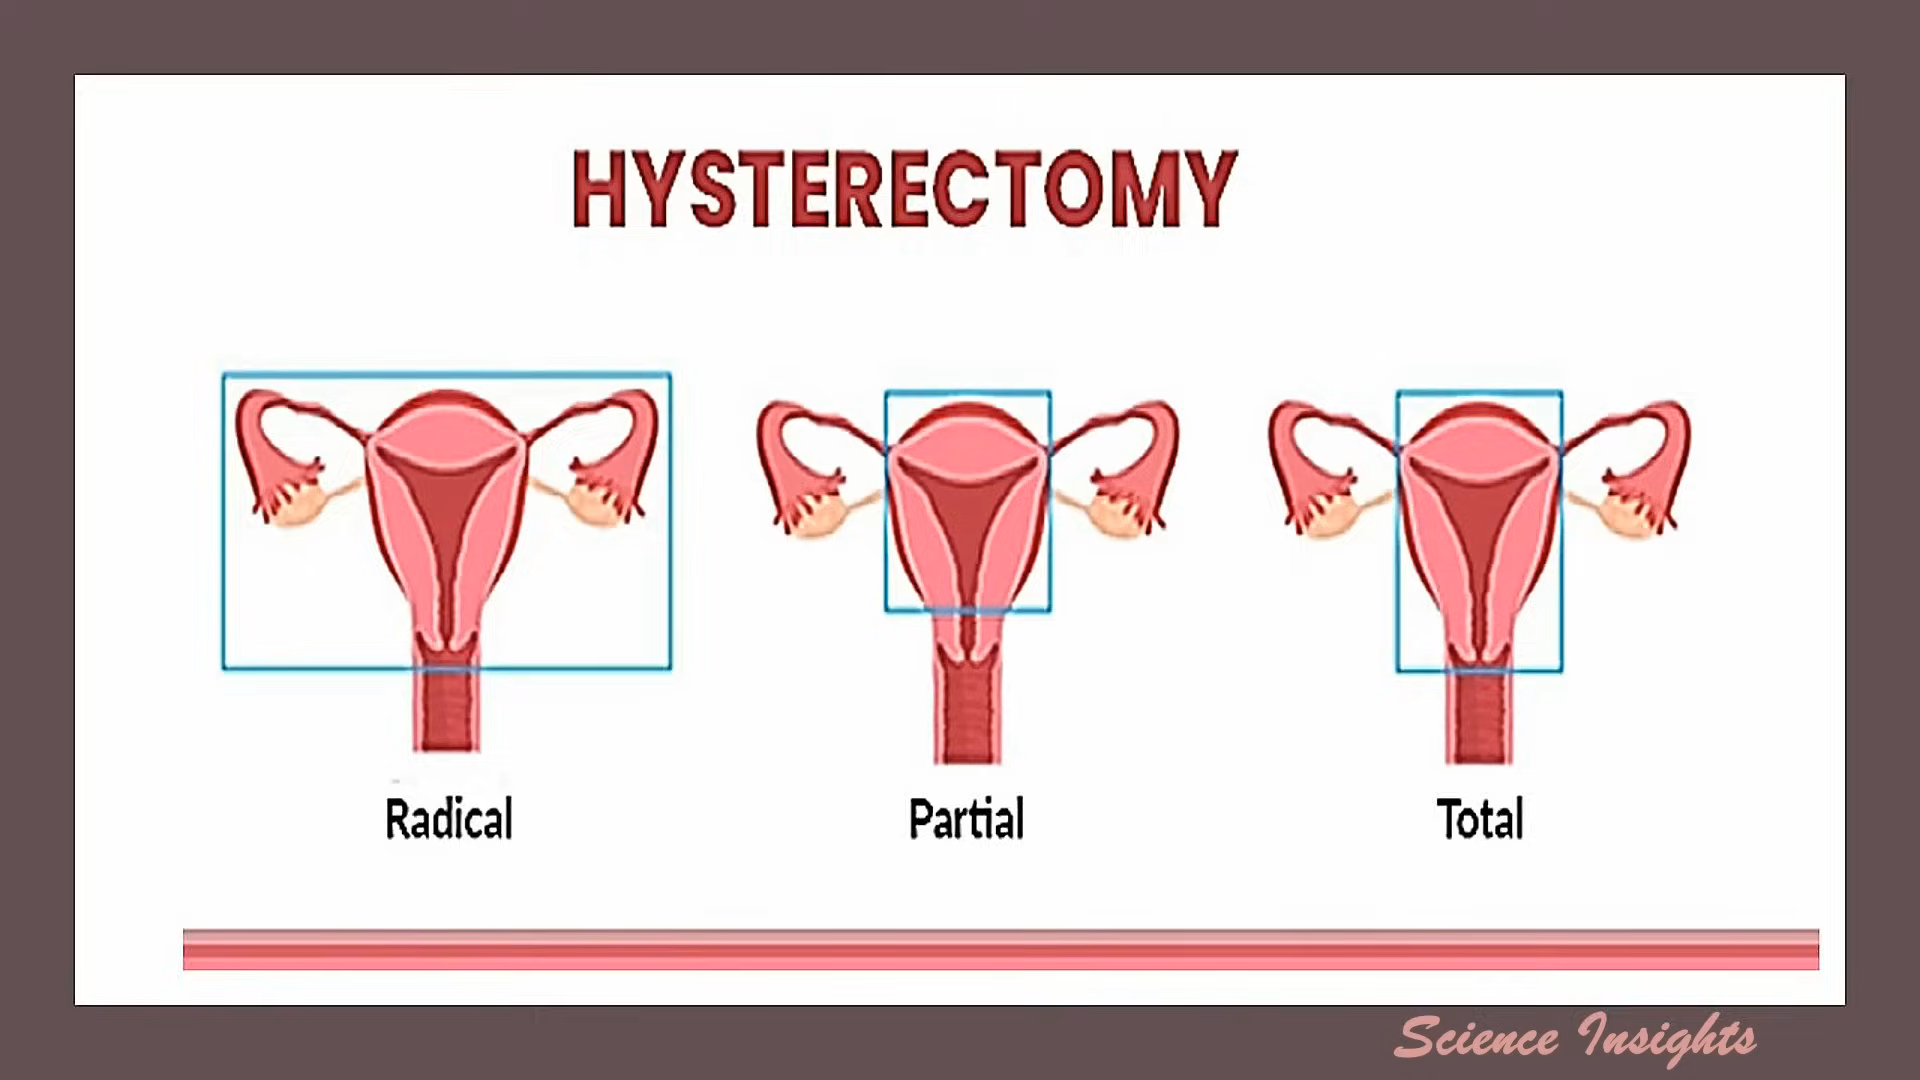 HYSTERECTOMY
Radical
Partial
Total
Science Insights